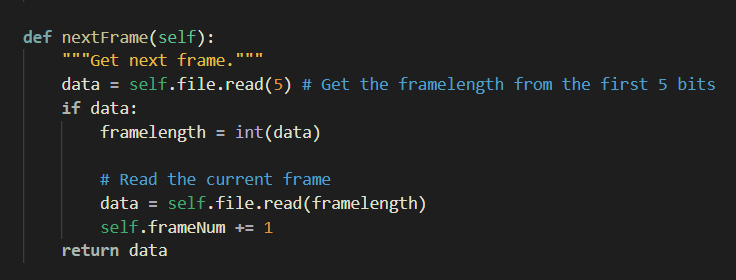 def nextFrame(self):
    """Get next frame."""
    data = self.file.read(5) # Get the framelength from the first 5 bits
    if data:
        framelength = int(data)

        # Read the current frame
        data = self.file.read(framelength)
        self.frameNum += 1
    return data